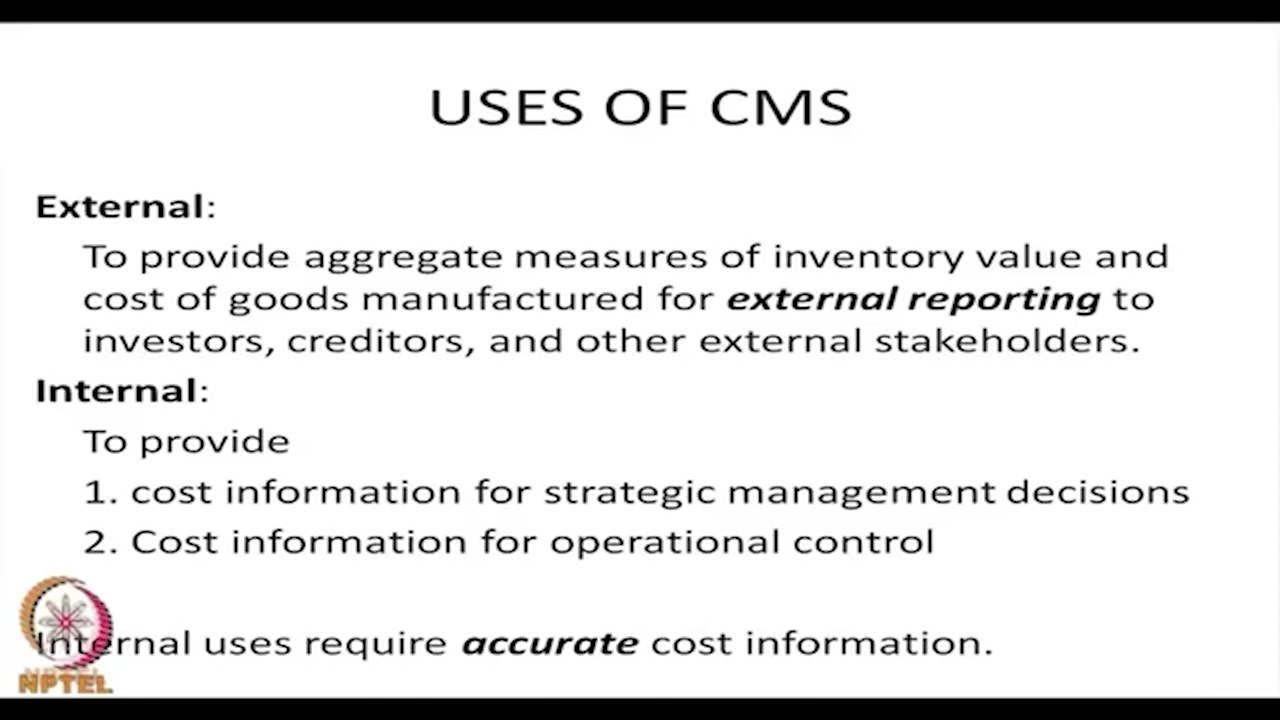 USES OF CMS
External:
To provide aggregate measures of inventory value and
cost of goods manufactured for external reporting to
investors, creditors, and other external stakeholders.
Internal:
To provide
1. cost information for strategic management decisions
2. Cost information for operational control
Internal uses require accurate cost information.
NPTEL